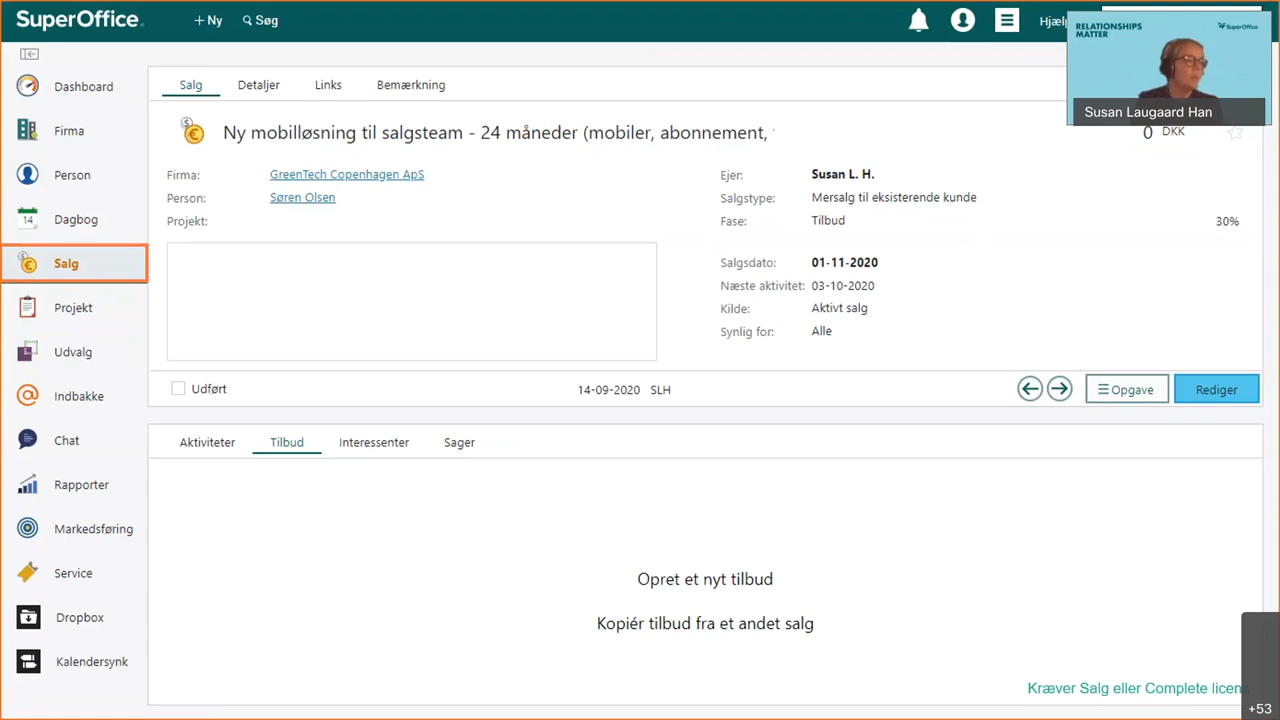 SuperOffice
+ Ny
Søg
RELATIONSHIPS
MATTER
SuperOffice
Susan Laugaard Han
Dashboard
Firma
Person
14
Dagbog
Salg
Projekt
Udvalg
Indbakke
Chat
Rapporter
Markedsføring
Service
Dropbox
Kalendersynk
Salg
Detaljer
Links
Bemærkning
Ny mobilløsning til salgsteam - 24 måneder (mobiler, abonnement,
0 DKK
Firma: GreenTech Copenhagen ApS
Person: Søren Olsen
Projekt:
Ejer: Susan L. H.
Salgstype: Mersalg til eksisterende kunde
Fase: Tilbud 30%
Salgsdato: 01-11-2020
Næste aktivitet: 03-10-2020
Kilde: Aktivt salg
Synlig for: Alle
Udført
14-09-2020 SLH
Opgave
Rediger
Aktiviteter
Tilbud
Interessenter
Sager
Opret et nyt tilbud
Kopiér tilbud fra et andet salg
Kræver Salg eller Complete
+53